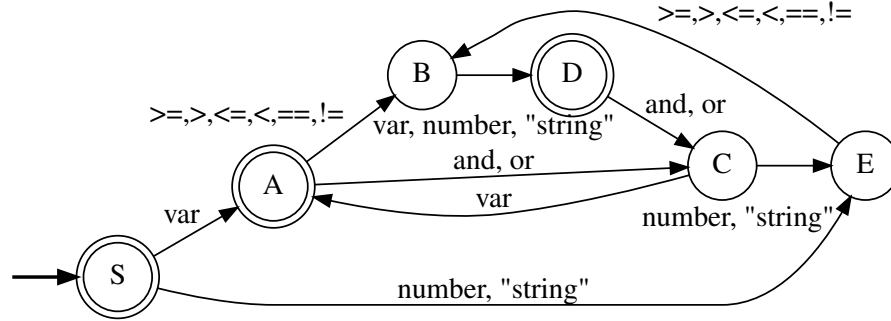 >=,>,<=,<,==,!=
B
D
>=,>,<=,<,==,!=
and, or
var, number, "string"
A
and, or
C
E
var
var
number, "string"
S
number, "string"